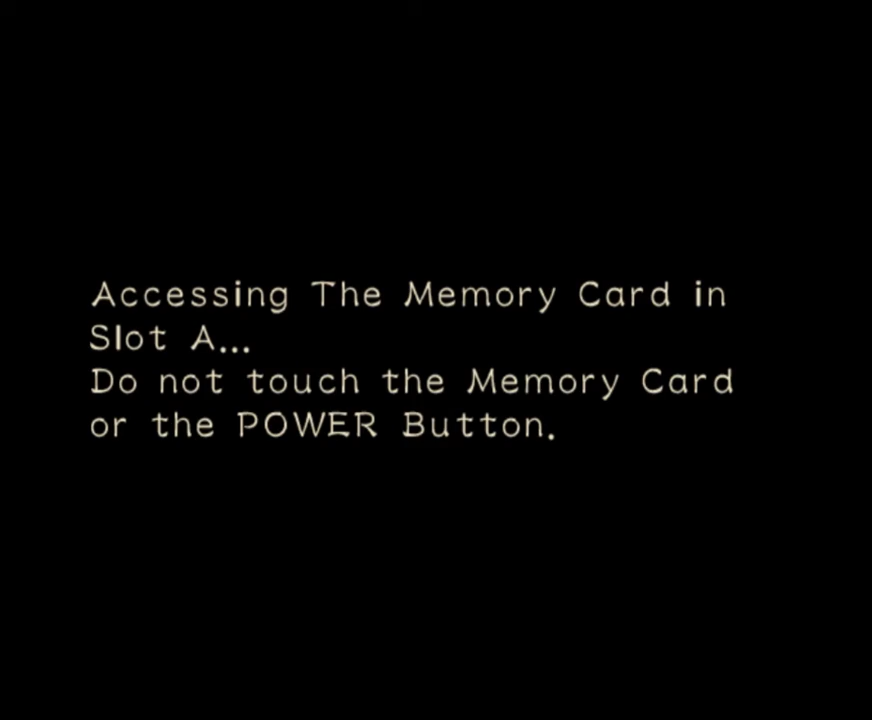 Accessing The Memory Card in
Slot A...
Do not touch the Memory Card
or the POWER Button.